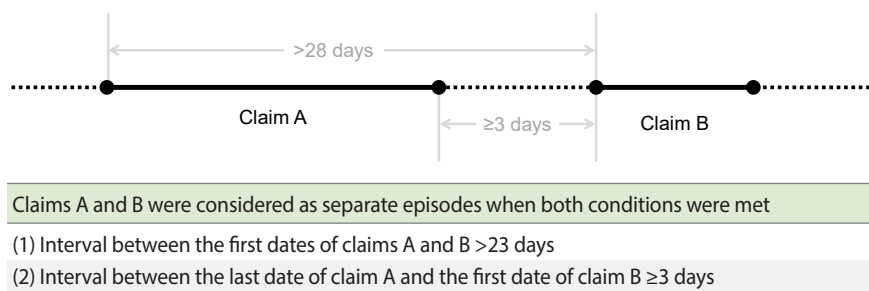 >28 days
Claim A
≥3 days
Claim B
Claims A and B were considered as separate episodes when both conditions were met
(1) Interval between the first dates of claims A and B >23 days
(2) Interval between the last date of claim A and the first date of claim B ≥3 days